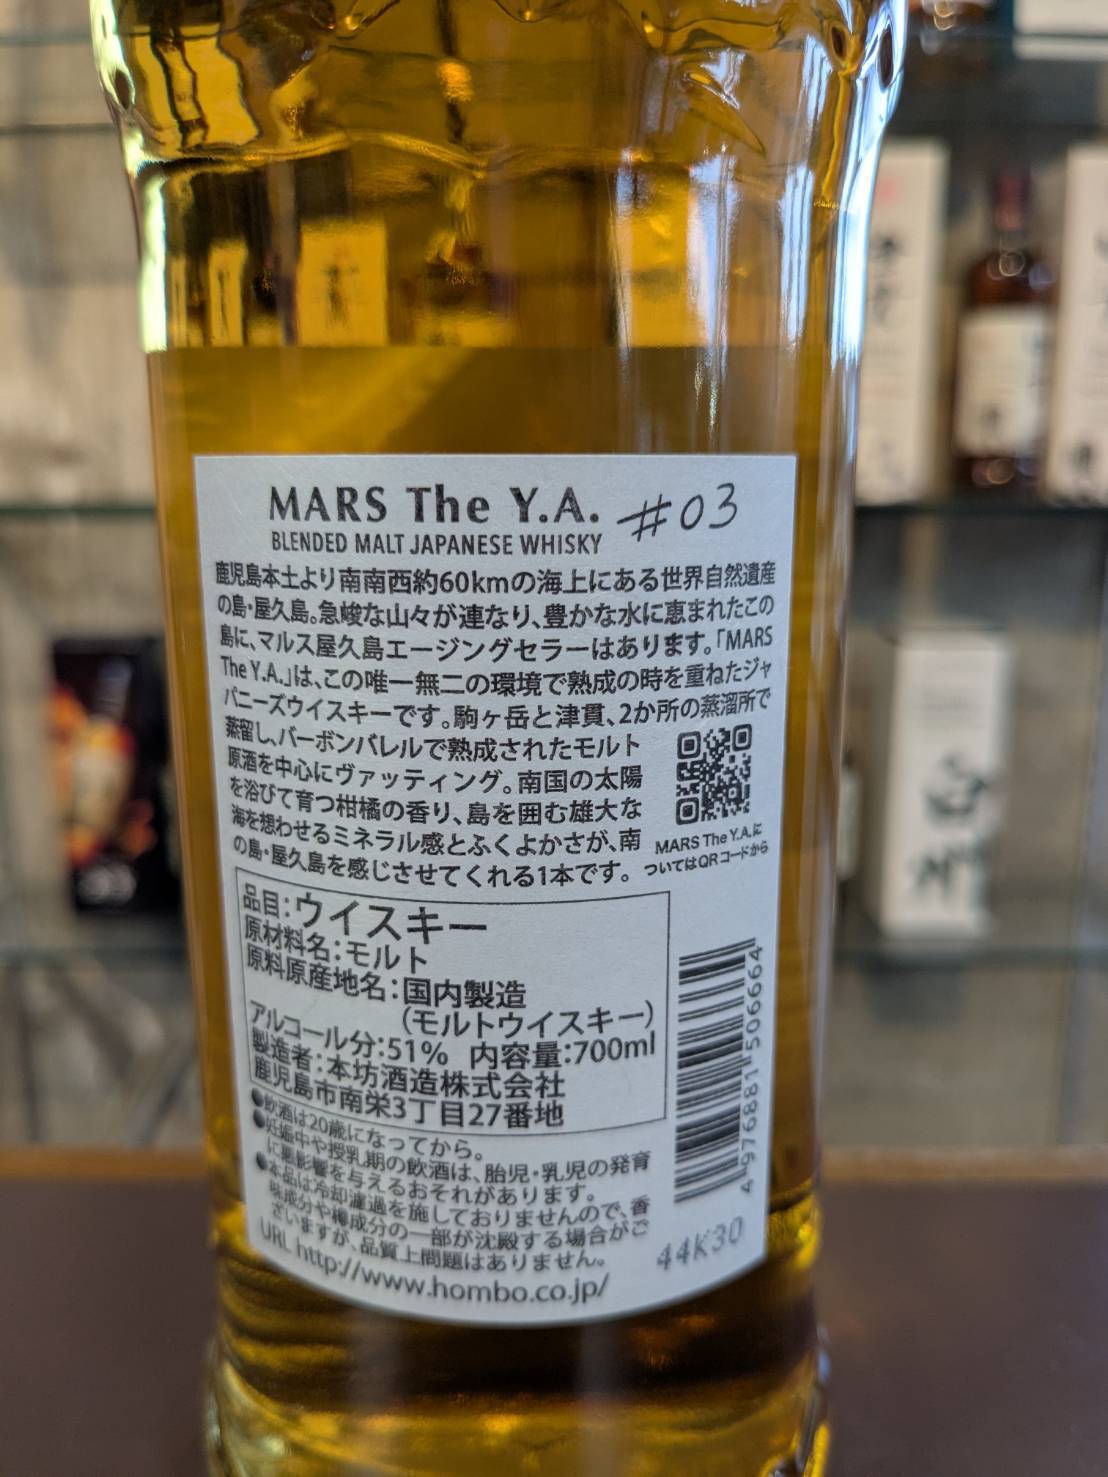 MARS The Y.A. #03
BLENDED MALT JAPANESE WHISKY
鹿児島本土より南南西約60kmの海上にある世界自然遺産
の島・屋久島。急峻な山々が連なり、豊かな水に恵まれたこの
島に、マルス屋久島エージングセラーはあります。「MARS
The Y.A.」は、この唯一無二の環境で熟成の時を重ねたジャ
パニーズウイスキーです。駒ヶ岳と津貫、2か所の蒸溜所で
蒸留し、バーボンバレルで熟成されたモルト
原酒を中心にヴァッティング。南国の太陽
を浴びて育つ柑橘の香り、島を囲む雄大な
海を想わせるミネラル感とふくよかさが、南
の島・屋久島を感じさせてくれる1本です。
MARS The Y.A.に
ついてはQRコードから
品目:ウイスキー
原材料名:モルト
原料原産地名:国内製造
(モルトウイスキー)
アルコール分:51% 内容量:700ml
製造者:本坊酒造株式会社
鹿児島市南栄3丁目27番地
●飲酒は20歳になってから。
●妊娠中や授乳期の飲酒は、胎児・乳児の発育
に悪影響を与えるおそれがあります。
●本品は冷却濾過を施しておりませんので、香
味成分や樽成分の一部が沈殿する場合がご
ざいますが、品質上問題はありません。
URL http://www.hombo.co.jp/
4 976881 506664
44K30